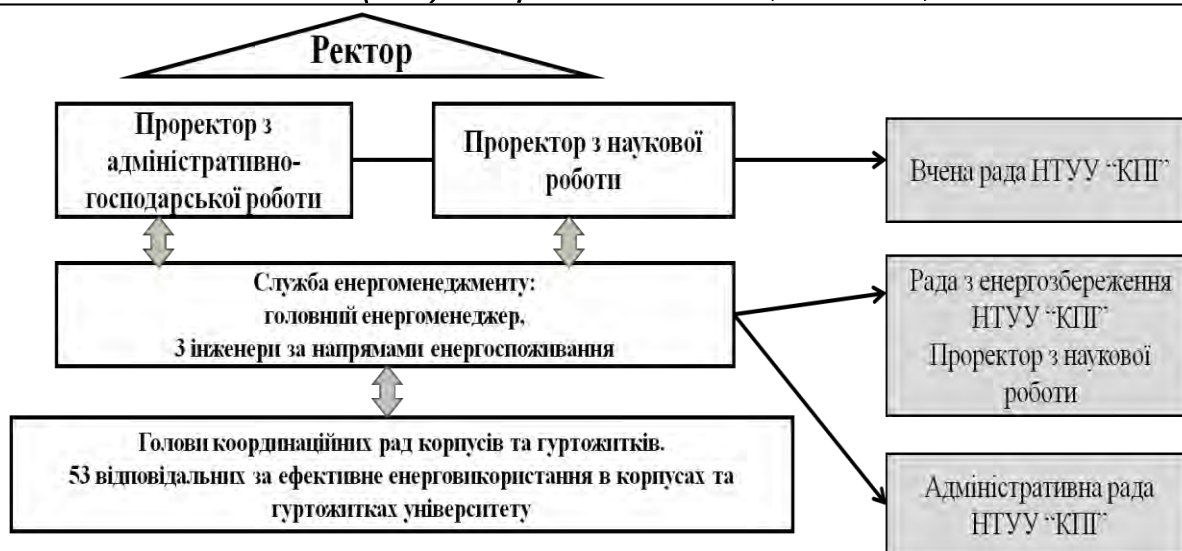 Ректор
Проректор з
адміністративно-
господарської роботи
Проректор з наукової
роботи
Вчена рада НТУУ “КПІ”
Служба енергоменеджменту:
головний енергоменеджер,
3 інженери за напрямами енергоспоживання
Рада з енергозбереження
НТУУ “КПІ”
Проректор з наукової
роботи
Голови координаційних рад корпусів та гуртожитків.
53 відповідальних за ефективне енерговикористання в корпусах та
гуртожитках університету
Адміністративна рада
НТУУ “КПІ”